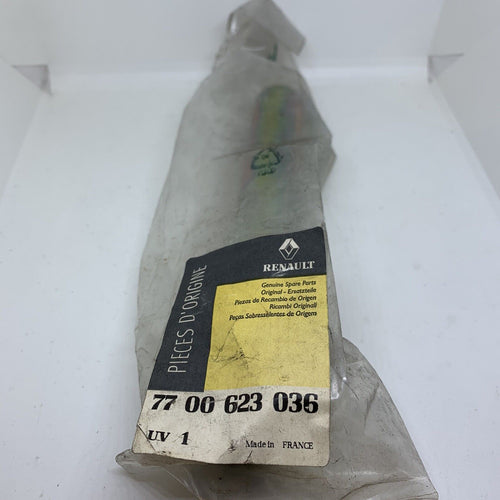 PIECES D'ORIGINE
RENAULT
Genuine Spare Parts
Original - Ersatzteile
Piezas de Recambio de Origen
Ricambi Originali
Peças Sobresselentes de Origem
77 00 623 036
UV 1
Made in FRANCE